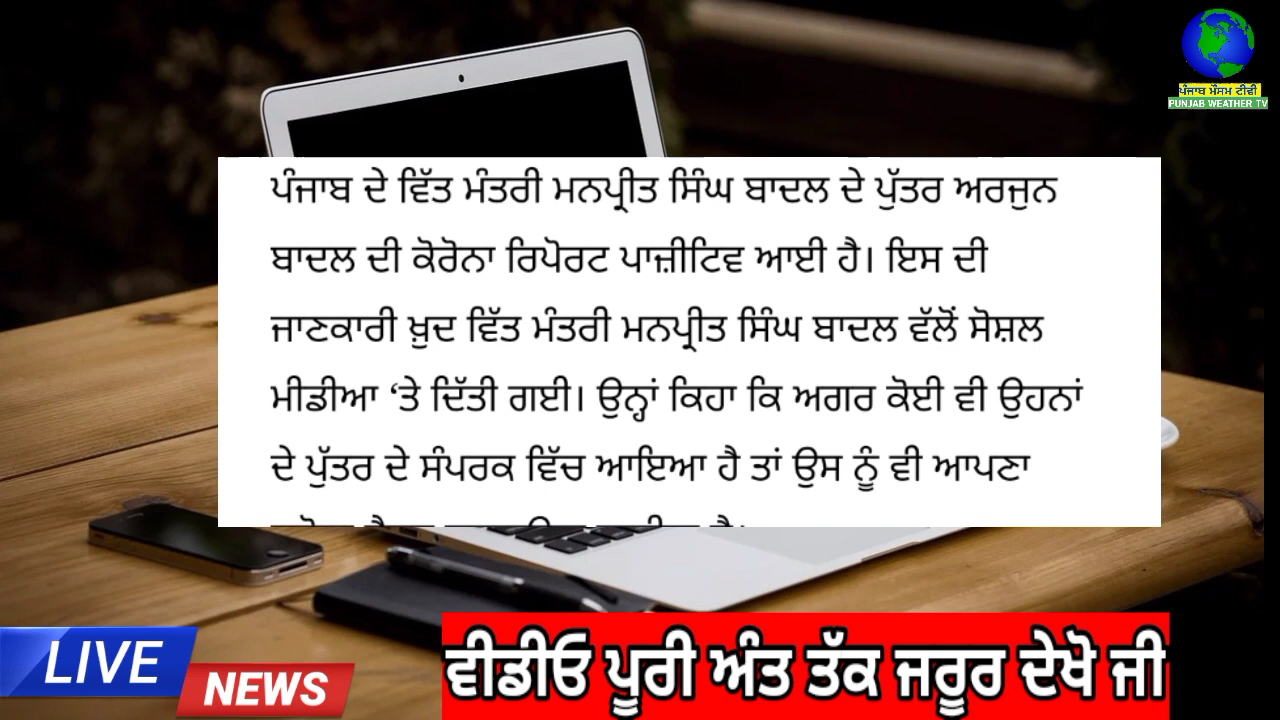 ਪੰਜਾਬ ਮੌਸਮ ਟੀਵੀ
PUNJAB WEATHER TV
ਪੰਜਾਬ ਦੇ ਵਿੱਤ ਮੰਤਰੀ ਮਨਪ੍ਰੀਤ ਸਿੰਘ ਬਾਦਲ ਦੇ ਪੁੱਤਰ ਅਰਜੁਨ
ਬਾਦਲ ਦੀ ਕੋਰੋਨਾ ਰਿਪੋਰਟ ਪਾਜ਼ੀਟਿਵ ਆਈ ਹੈ। ਇਸ ਦੀ
ਜਾਣਕਾਰੀ ਖ਼ੁਦ ਵਿੱਤ ਮੰਤਰੀ ਮਨਪ੍ਰੀਤ ਸਿੰਘ ਬਾਦਲ ਵੱਲੋਂ ਸੋਸ਼ਲ
ਮੀਡੀਆ ‘ਤੇ ਦਿੱਤੀ ਗਈ। ਉਨ੍ਹਾਂ ਕਿਹਾ ਕਿ ਅਗਰ ਕੋਈ ਵੀ ਉਹਨਾਂ
ਦੇ ਪੁੱਤਰ ਦੇ ਸੰਪਰਕ ਵਿੱਚ ਆਇਆ ਹੈ ਤਾਂ ਉਸ ਨੂੰ ਵੀ ਆਪਣਾ
LIVE
NEWS
ਵੀਡੀਓ ਪੂਰੀ ਅੰਤ ਤੱਕ ਜਰੂਰ ਦੇਖੋ ਜੀ